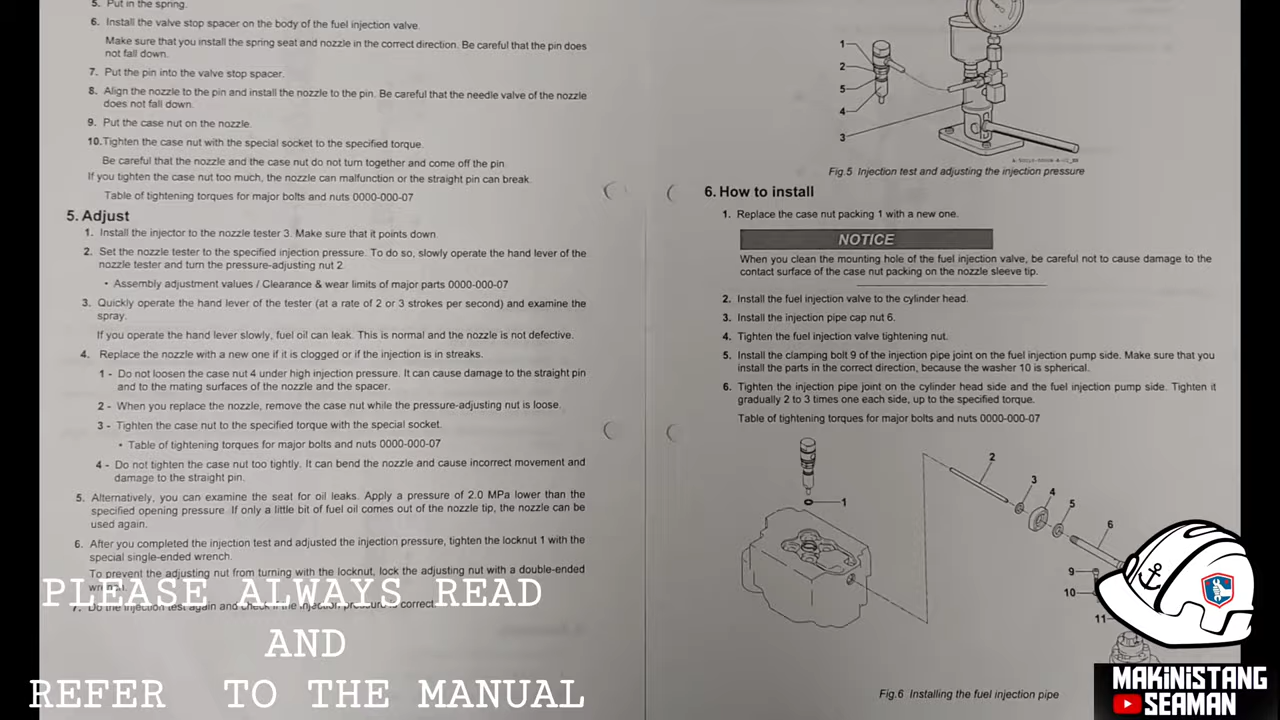 5. Put in the spring.
6. Install the valve stop spacer on the body of the fuel injection valve.
Make sure that you install the spring seat and nozzle in the correct direction. Be careful that the pin does
not fall down.
7. Put the pin into the valve stop spacer.
8. Align the nozzle to the pin and install the nozzle to the pin. Be careful that the needle valve of the nozzle
does not fall down.
9. Put the case nut on the nozzle.
10. Tighten the case nut with the special socket to the specified torque.
Be careful that the nozzle and the case nut do not turn together and come off the pin.
If you tighten the case nut too much, the nozzle can malfunction or the straight pin can break.
Table of tightening torques for major bolts and nuts 0000-000-07
5. Adjust
1. Install the injector to the nozzle tester 3. Make sure that it points down.
2. Set the nozzle tester to the specified injection pressure. To do so, slowly operate the hand lever of the
nozzle tester and turn the pressure-adjusting nut 2.
• Assembly adjustment values / Clearance & wear limits of major parts 0000-000-07
3. Quickly operate the hand lever of the tester (at a rate of 2 or 3 strokes per second) and examine the
spray.
If you operate the hand lever slowly, fuel oil can leak. This is normal and the nozzle is not defective.
4. Replace the nozzle with a new one if it is clogged or if the injection is in streaks.
1 - Do not loosen the case nut 4 under high injection pressure. It can cause damage to the straight pin
and to the mating surfaces of the nozzle and the spacer.
2 - When you replace the nozzle, remove the case nut while the pressure-adjusting nut is loose.
3 - Tighten the case nut to the specified torque with the special socket.
• Table of tightening torques for major bolts and nuts 0000-000-07
4 - Do not tighten the case nut too tightly. It can bend the nozzle and cause incorrect movement and
damage to the straight pin.
5. Alternatively, you can examine the seat for oil leaks. Apply a pressure of 2.0 MPa lower than the
specified opening pressure. If only a little bit of fuel oil comes out of the nozzle tip, the nozzle can be
used again.
6. After you completed the injection test and adjusted the injection pressure, tighten the locknut 1 with the
special single-ended wrench.
To prevent the adjusting nut from turning with the locknut, lock the adjusting nut with a double-ended
wrench.
7. Do the injection test again and check if the injection pressure is correct.
1
2
5
4
3
Fig.5 Injection test and adjusting the injection pressure
6. How to install
1. Replace the case nut packing 1 with a new one.
NOTICE
When you clean the mounting hole of the fuel injection valve, be careful not to cause damage to the
contact surface of the case nut packing on the nozzle sleeve tip.
2. Install the fuel injection valve to the cylinder head.
3. Install the injection pipe cap nut 6.
4. Tighten the fuel injection valve tightening nut.
5. Install the clamping bolt 9 of the injection pipe joint on the fuel injection pump side. Make sure that you
install the parts in the correct direction, because the washer 10 is spherical.
6. Tighten the injection pipe joint on the cylinder head side and the fuel injection pump side. Tighten it
gradually 2 to 3 times one each side, up to the specified torque.
Table of tightening torques for major bolts and nuts 0000-000-07
1
2
3
4
5
6
9
10
11
Fig.6 Installing the fuel injection pipe
PLEASE ALWAYS READ
AND
REFER TO THE MANUAL
MAKINISTANG
SEAMAN